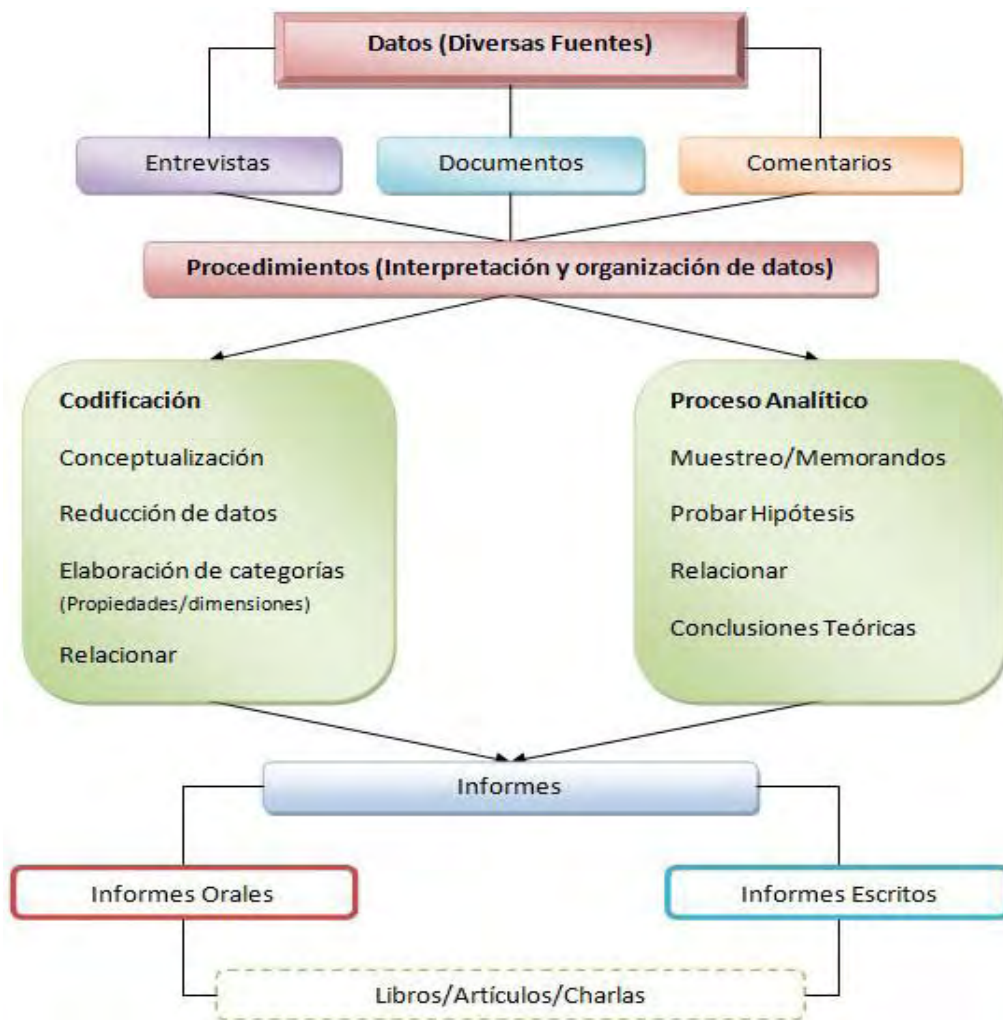 Datos (Diversas Fuentes)
Entrevistas
Documentos
Comentarios
Procedimientos (Interpretación y organización de datos)
Codificación
Conceptualización
Reducción de datos
Elaboración de categorías
(Propiedades/dimensiones)
Relacionar
Proceso Analítico
Muestreo/Memorandos
Probar Hipótesis
Relacionar
Conclusiones Teóricas
Informes
Informes Orales
Informes Escritos
Libros/Artículos/Charlas